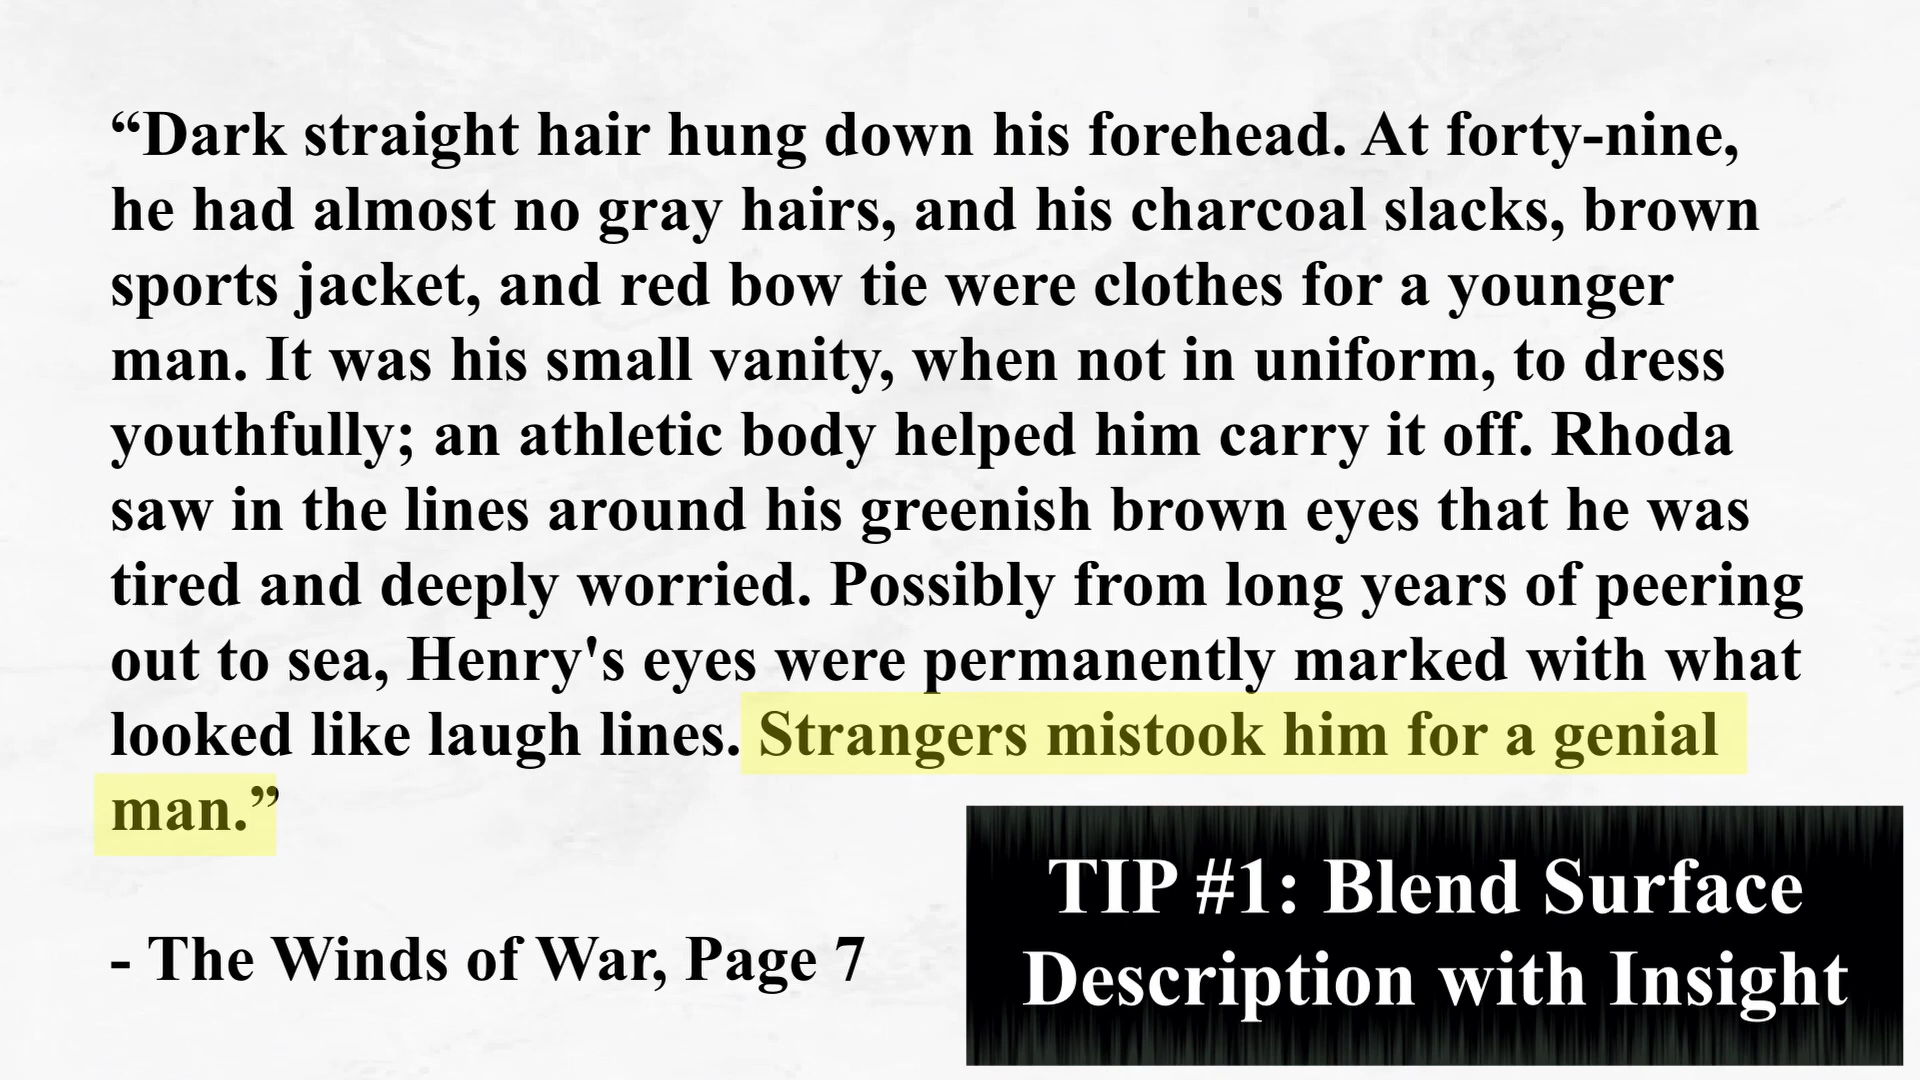 “Dark straight hair hung down his forehead. At forty-nine,
he had almost no gray hairs, and his charcoal slacks, brown
sports jacket, and red bow tie were clothes for a younger
man. It was his small vanity, when not in uniform, to dress
youthfully; an athletic body helped him carry it off. Rhoda
saw in the lines around his greenish brown eyes that he was
tired and deeply worried. Possibly from long years of peering
out to sea, Henry's eyes were permanently marked with what
looked like laugh lines. Strangers mistook him for a genial
man.”
- The Winds of War, Page 7
TIP #1: Blend Surface
Description with Insight